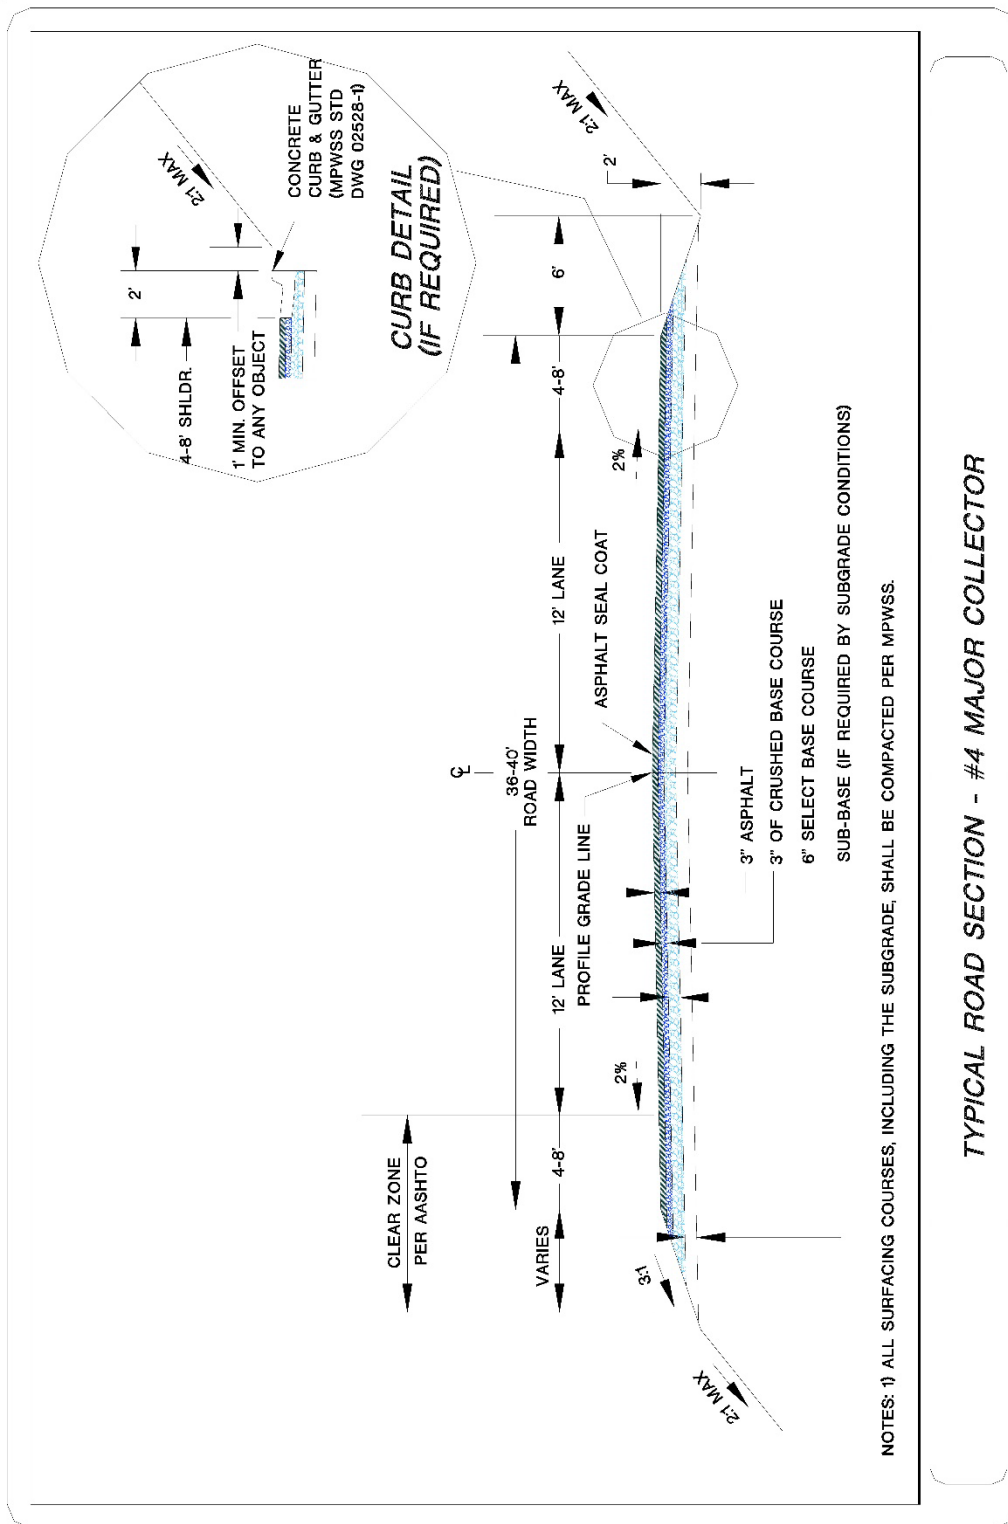 CLEAR ZONE
PER AASHTO
VARIES
4-8'
12' LANE
PROFILE GRADE LINE
36-40'
ROAD WIDTH
℄
12' LANE
ASPHALT SEAL COAT
4-8'
6'
2'
2:1 MAX
2%
2%
3:1
2:1 MAX
3" ASPHALT
3" OF CRUSHED BASE COURSE
6" SELECT BASE COURSE
SUB-BASE (IF REQUIRED BY SUBGRADE CONDITIONS)
2'
4-8' SHLDR.
1' MIN. OFFSET
TO ANY OBJECT
2:1 MAX
CONCRETE
CURB & GUTTER
(MPWSS STD
DWG 02528-1)
CURB DETAIL
(IF REQUIRED)
NOTES: 1) ALL SURFACING COURSES, INCLUDING THE SUBGRADE, SHALL BE COMPACTED PER MPWSS.
TYPICAL ROAD SECTION - #4 MAJOR COLLECTOR